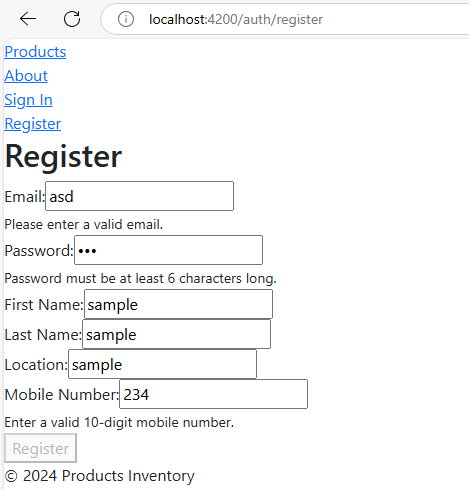 localhost:4200/auth/register
Products
About
Sign In
Register
Register
Email: asd
Please enter a valid email.
Password: •••
Password must be at least 6 characters long.
First Name: sample
Last Name: sample
Location: sample
Mobile Number: 234
Enter a valid 10-digit mobile number.
Register
© 2024 Products Inventory